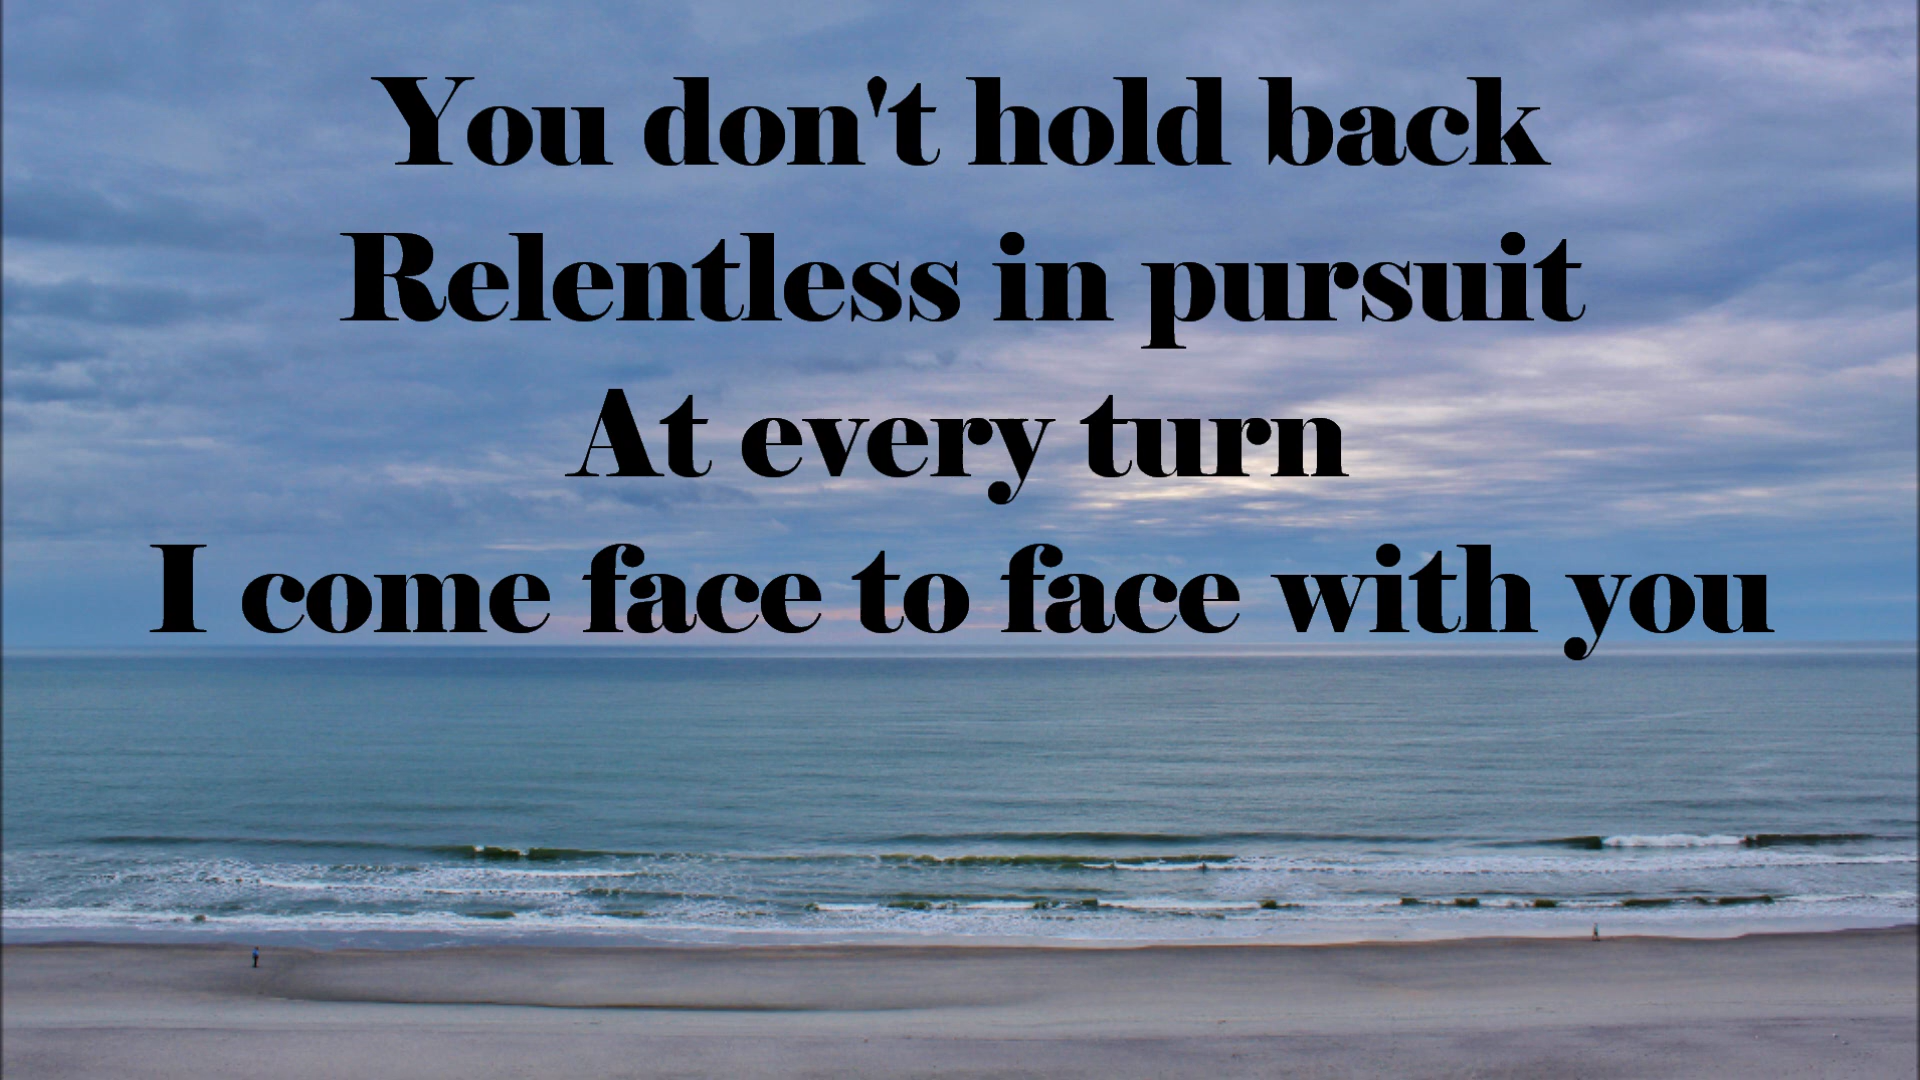 You don't hold back
Relentless in pursuit
At every turn
I come face to face with you